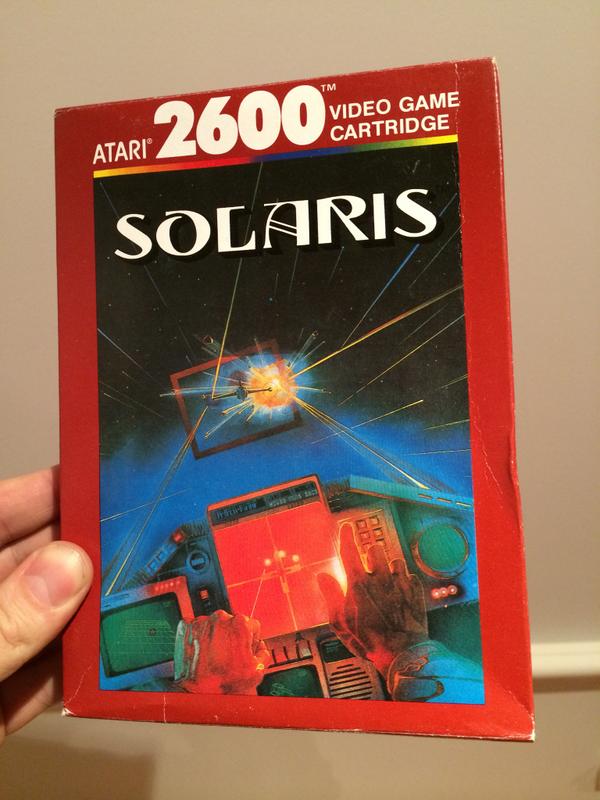 ATARI® 2600™ VIDEO GAME
CARTRIDGE
SOLARIS